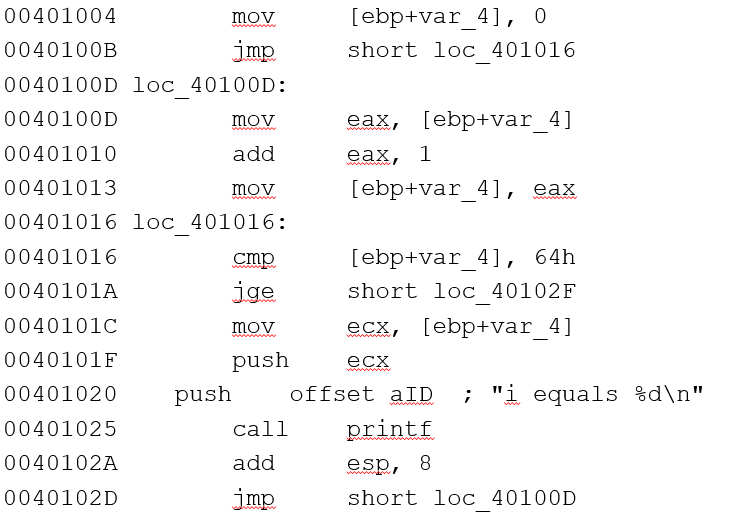 00401004 mov [ebp+var_4], 0
0040100B jmp short loc_401016
0040100D loc_40100D:
0040100D mov eax, [ebp+var_4]
00401010 add eax, 1
00401013 mov [ebp+var_4], eax
00401016 loc_401016:
00401016 cmp [ebp+var_4], 64h
0040101A jge short loc_40102F
0040101C mov ecx, [ebp+var_4]
0040101F push ecx
00401020 push offset aID ; "i equals %d\n"
00401025 call printf
0040102A add esp, 8
0040102D jmp short loc_40100D